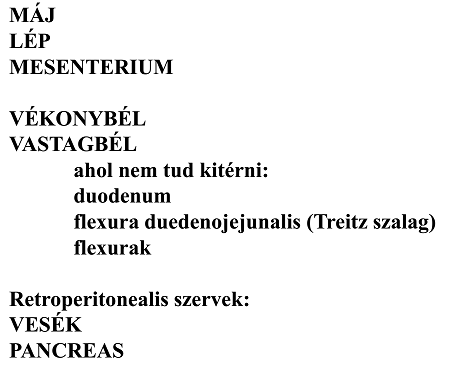 MÁJ
LÉP
MESENTERIUM
VÉKONYBÉL
VASTAGBÉL
ahol nem tud kitérni:
duodenum
flexura duedenojejunalis (Treitz szalag)
flexurak
Retroperitonealis szervek:
VESÉK
PANCREAS